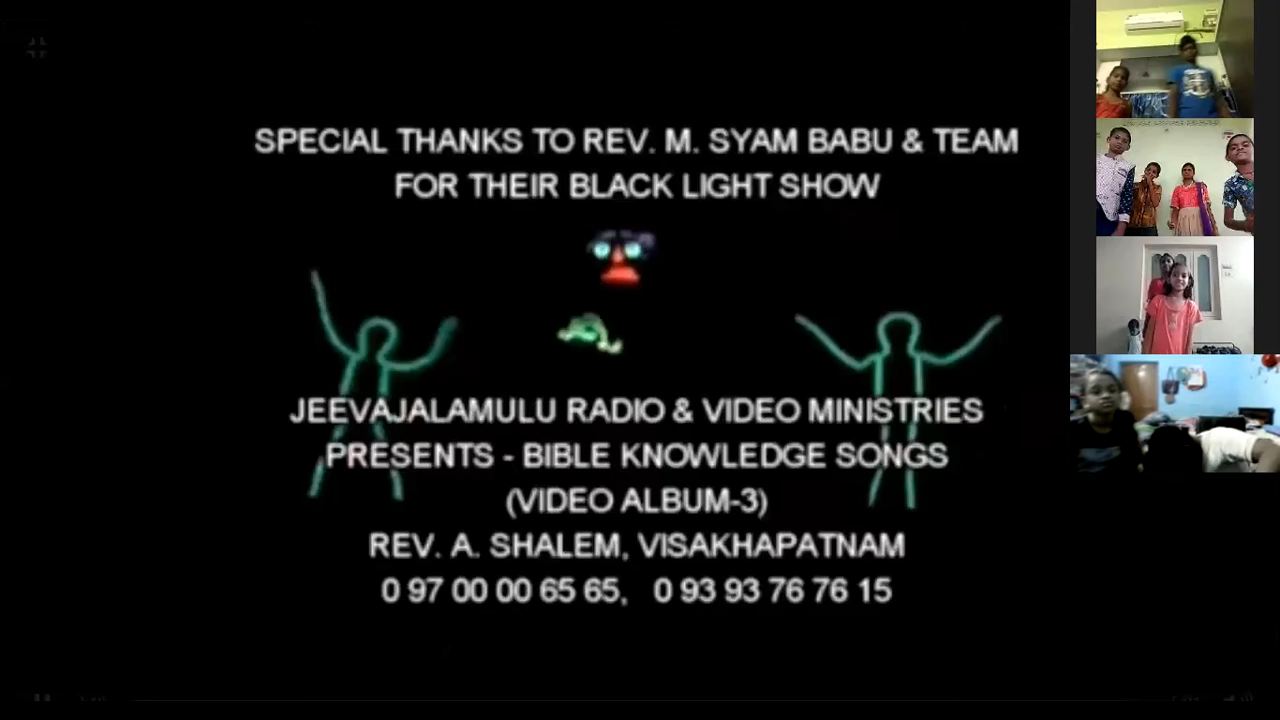 SPECIAL THANKS TO REV. M. SYAM BABU & TEAM
FOR THEIR BLACK LIGHT SHOW
JEEVAJALAMULU RADIO & VIDEO MINISTRIES
PRESENTS - BIBLE KNOWLEDGE SONGS
(VIDEO ALBUM-3)
REV. A. SHALEM, VISAKHAPATNAM
0 97 00 00 65 65, 0 93 93 76 76 15